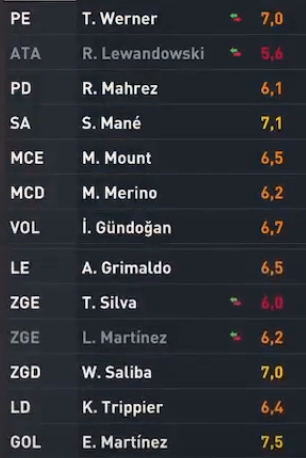 PE T. Werner 7,0
ATA R. Lewandowski 5,6
PD R. Mahrez 6,1
SA S. Mané 7,1
MCE M. Mount 6,5
MCD M. Merino 6,2
VOL İ. Gündoğan 6,7
LE A. Grimaldo 6,5
ZGE T. Silva 6,0
ZGE L. Martínez 6,2
ZGD W. Saliba 7,0
LD K. Trippier 6,4
GOL E. Martínez 7,5